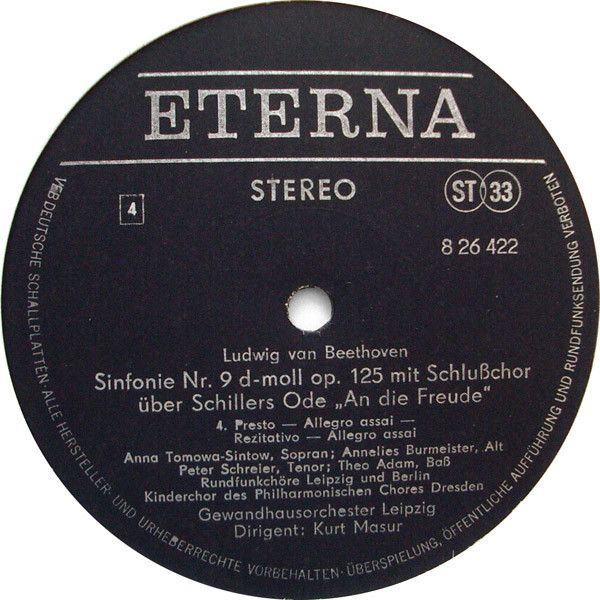 ETERNA
STEREO
ST 33
4
8 26 422
Ludwig van Beethoven
Sinfonie Nr. 9 d-moll op. 125 mit Schlußchor
über Schillers Ode „An die Freude“
4. Presto — Allegro assai —
Rezitativo — Allegro assai
Anna Tomowa-Sintow, Sopran; Annelies Burmeister, Alt
Peter Schreier, Tenor; Theo Adam, Baß
Rundfunkchöre Leipzig und Berlin
Kinderchor des Philharmonischen Chores Dresden
Gewandhausorchester Leipzig
Dirigent: Kurt Masur
VEB DEUTSCHE SCHALLPLATTEN · ALLE HERSTELLER- UND URHEBERRECHTE VORBEHALTEN · ÜBERSPIELUNG, ÖFFENTLICHE AUFFÜHRUNG UND RUNDFUNKSENDUNG VERBOTEN